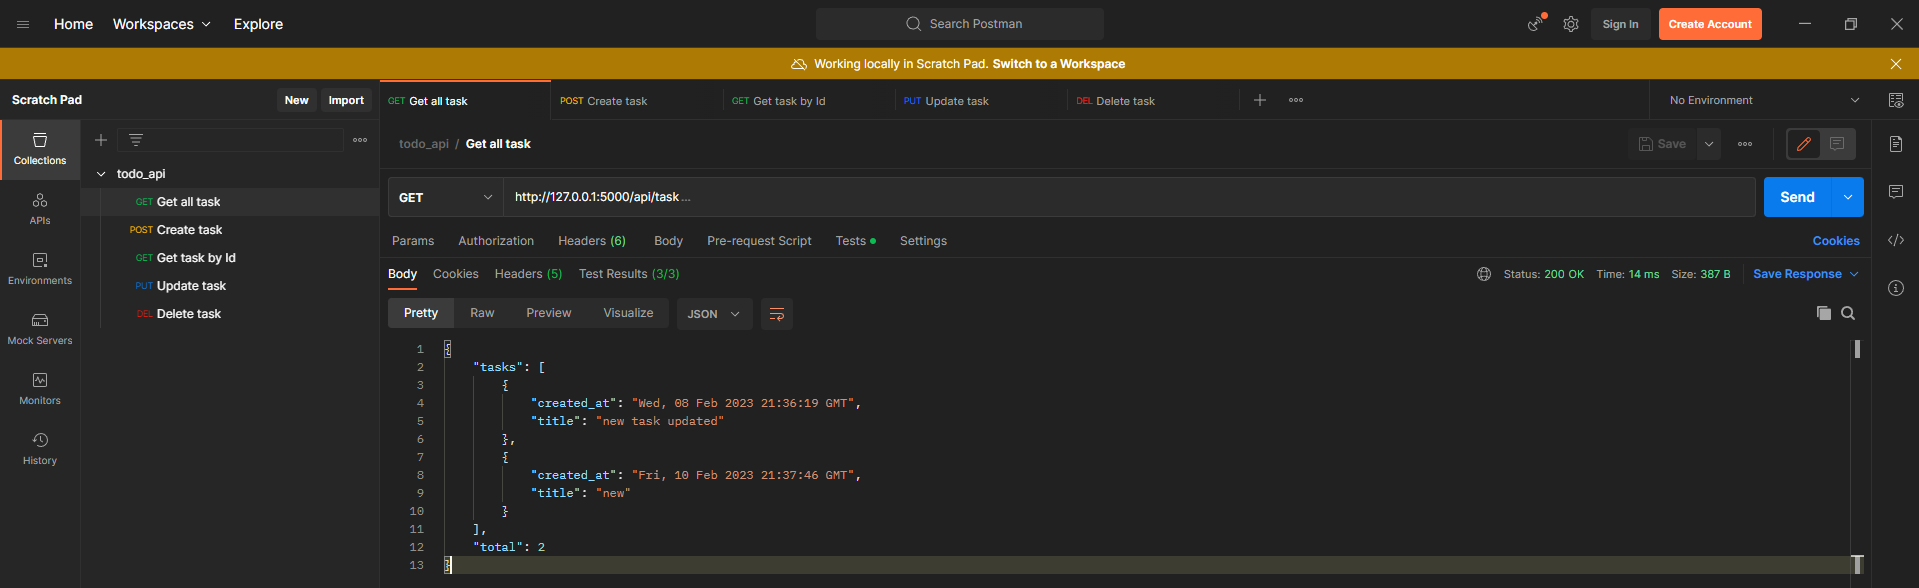 Home Workspaces Explore Search Postman Sign In Create Account
Working locally in Scratch Pad. Switch to a Workspace
Scratch Pad New Import
GET Get all task POST Create task GET Get task by Id PUT Update task DEL Delete task No Environment
Collections
APIs
Environments
Mock Servers
Monitors
History
todo_api
GET Get all task
POST Create task
GET Get task by Id
PUT Update task
DEL Delete task
todo_api / Get all task Save
GET http://127.0.0.1:5000/api/task... Send
Params Authorization Headers (6) Body Pre-request Script Tests Settings Cookies
Body Cookies Headers (5) Test Results (3/3) Status: 200 OK Time: 14 ms Size: 387 B Save Response
Pretty Raw Preview Visualize JSON
1 {
2 "tasks": [
3 {
4 "created_at": "Wed, 08 Feb 2023 21:36:19 GMT",
5 "title": "new task updated"
6 },
7 {
8 "created_at": "Fri, 10 Feb 2023 21:37:46 GMT",
9 "title": "new"
10 }
11 ],
12 "total": 2
13 }